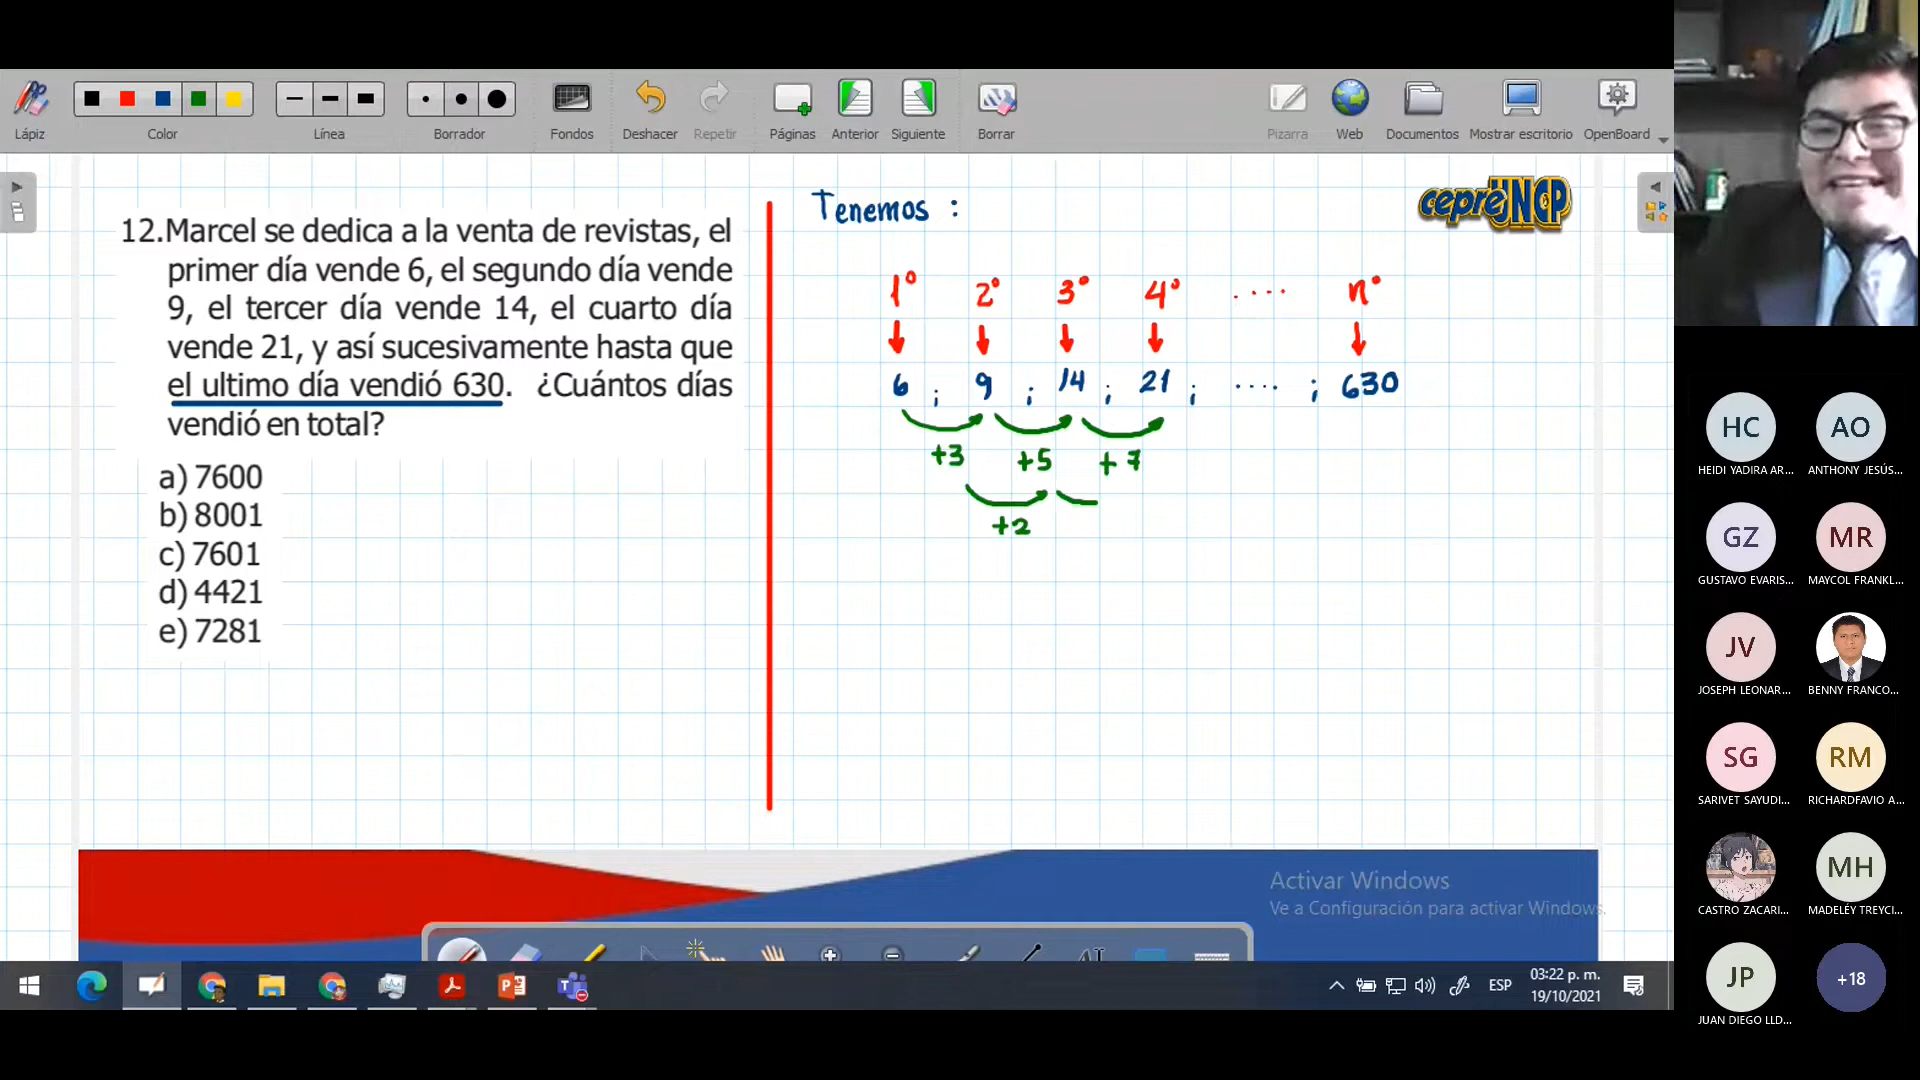 Lápiz
Color
Línea
Borrador
Fondos
Deshacer
Repetir
Páginas
Anterior
Siguiente
Borrar
Pizarra
Web
Documentos
Mostrar escritorio
OpenBoard
12.Marcel se dedica a la venta de revistas, el
primer día vende 6, el segundo día vende
9, el tercer día vende 14, el cuarto día
vende 21, y así sucesivamente hasta que
el ultimo día vendió 630. ¿Cuántos días
vendió en total?
a) 7600
b) 8001
c) 7601
d) 4421
e) 7281
Tenemos :
cepreUNCP
1° 2° 3° 4° .... n°
6 ; 9 ; 14 ; 21 ; .... ; 630
+3 +5 +7
+2
Activar Windows
Ve a Configuración para activar Windows.
ESP
03:22 p. m.
19/10/2021
HC
HEIDI YADIRA AR...
AO
ANTHONY JESÚS...
GZ
GUSTAVO EVARIS...
MR
MAYCOL FRANKL...
JV
JOSEPH LEONAR...
BENNY FRANCO...
SG
SARIVET SAYUDI...
RM
RICHARDFAVIO A...
CASTRO ZACARI...
MH
MADELÉY TREYCI...
JP
JUAN DIEGO LLD...
+18